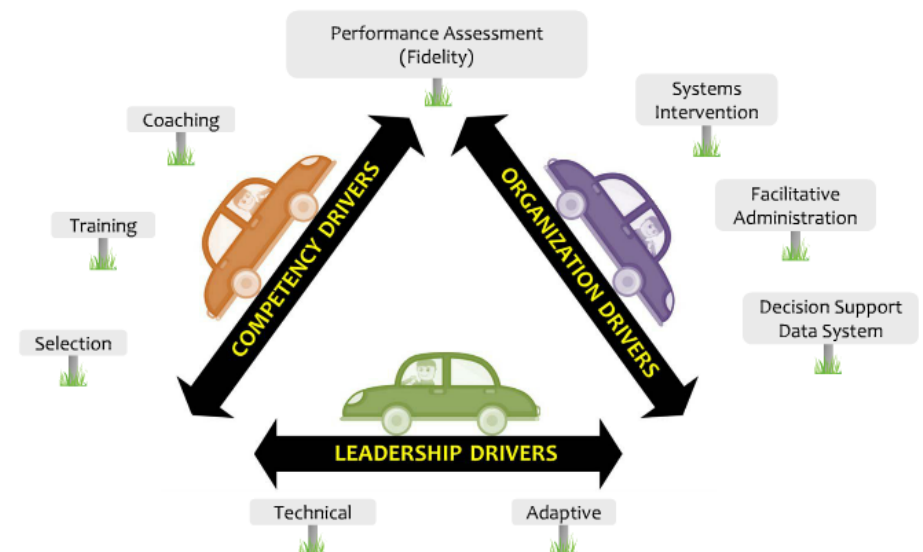 Performance Assessment
(Fidelity)
Systems
Intervention
Coaching
Facilitative
Administration
Training
Decision Support
Data System
Selection
COMPETENCY DRIVERS
ORGANIZATION DRIVERS
LEADERSHIP DRIVERS
Technical
Adaptive